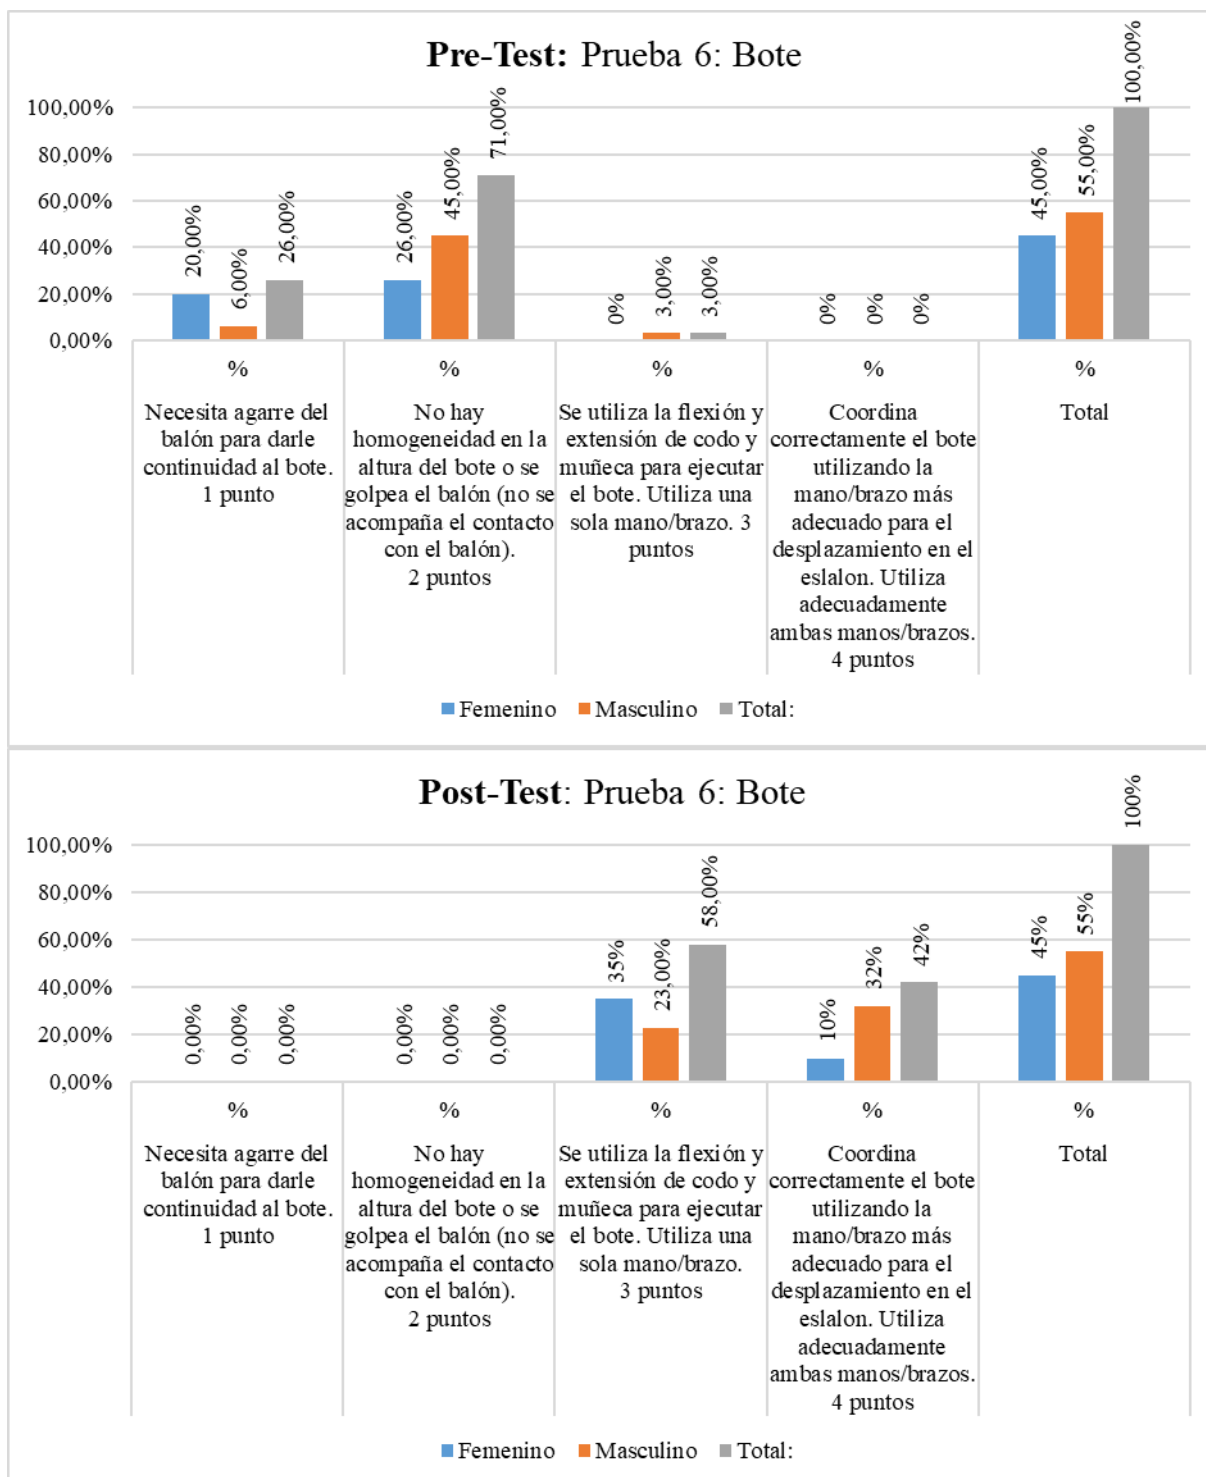 Pre-Test: Prueba 6: Bote
100,00%
80,00%
60,00%
40,00%
20,00%
0,00%
20,00%
6,00%
26,00%
26,00%
45,00%
71,00%
0%
3,00%
3,00%
0%
0%
0%
45,00%
55,00%
100,00%
%
%
%
%
%
Necesita agarre del
balón para darle
continuidad al bote.
1 punto
No hay
homogeneidad en la
altura del bote o se
golpea el balón (no se
acompaña el contacto
con el balón).
2 puntos
Se utiliza la flexión y
extensión de codo y
muñeca para ejecutar
el bote. Utiliza una
sola mano/brazo. 3
puntos
Coordina
correctamente el bote
utilizando la
mano/brazo más
adecuado para el
desplazamiento en el
eslalon. Utiliza
adecuadamente
ambas manos/brazos.
4 puntos
Total
Femenino
Masculino
Total:
Post-Test: Prueba 6: Bote
100,00%
80,00%
60,00%
40,00%
20,00%
0,00%
0,00%
0,00%
0,00%
0,00%
0,00%
0,00%
35%
23,00%
58,00%
10%
32%
42%
45%
55%
100%
%
%
%
%
%
Necesita agarre del
balón para darle
continuidad al bote.
1 punto
No hay
homogeneidad en la
altura del bote o se
golpea el balón (no se
acompaña el contacto
con el balón).
2 puntos
Se utiliza la flexión y
extensión de codo y
muñeca para ejecutar
el bote. Utiliza una
sola mano/brazo.
3 puntos
Coordina
correctamente el bote
utilizando la
mano/brazo más
adecuado para el
desplazamiento en el
eslalon. Utiliza
adecuadamente
ambas manos/brazos.
4 puntos
Total
Femenino
Masculino
Total: